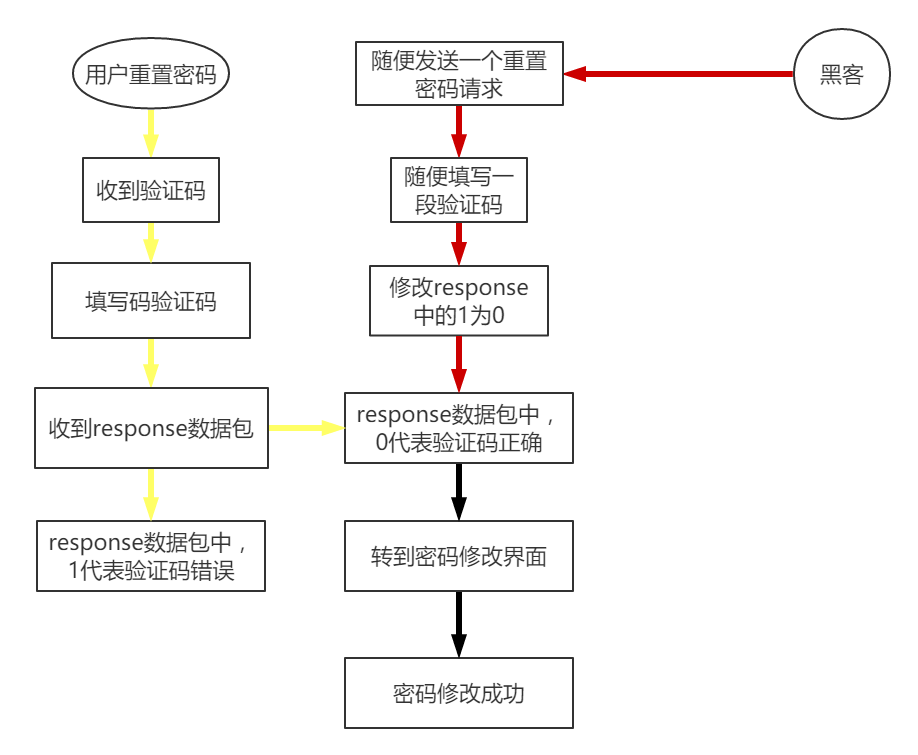 用户重置密码
收到验证码
填写码验证码
收到response数据包
response数据包中，
1代表验证码错误
随便发送一个重置
密码请求
随便填写一
段验证码
修改response
中的1为0
response数据包中，
0代表验证码正确
转到密码修改界面
密码修改成功
黑客